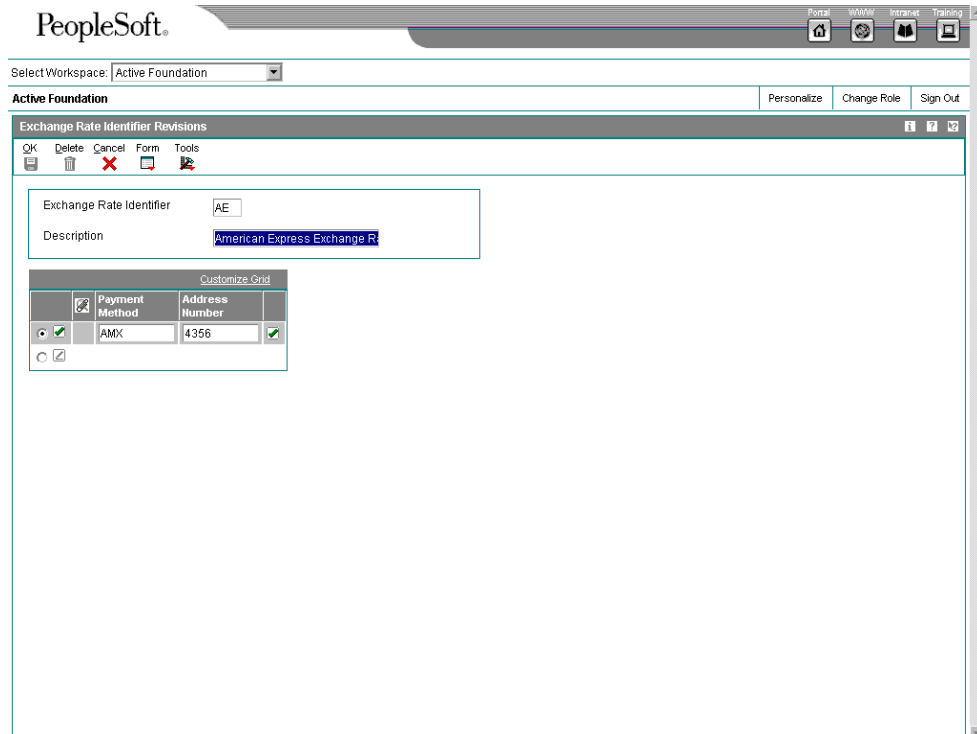 PeopleSoft®
Portal WWW Intranet Training
Select Workspace: Active Foundation
Active Foundation Personalize Change Role Sign Out
Exchange Rate Identifier Revisions
OK Delete Cancel Form Tools
Exchange Rate Identifier AE
Description American Express Exchange Ra
Customize Grid
Payment Method Address Number
AMX 4356